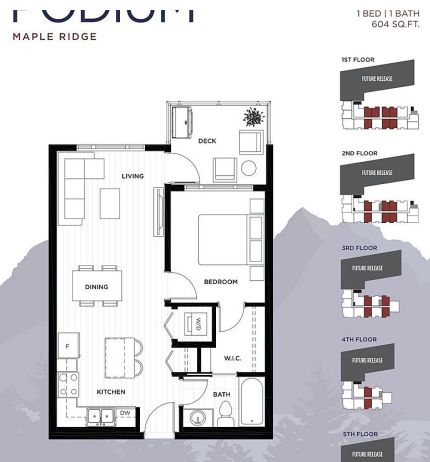 PODIUM
MAPLE RIDGE
1 BED | 1 BATH
604 SQ.FT.
1ST FLOOR
FUTURE RELEASE
2ND FLOOR
FUTURE RELEASE
3RD FLOOR
FUTURE RELEASE
4TH FLOOR
FUTURE RELEASE
5TH FLOOR
FUTURE RELEASE
DECK
LIVING
BEDROOM
DINING
W/D
F
W.I.C.
KITCHEN
BATH
DW